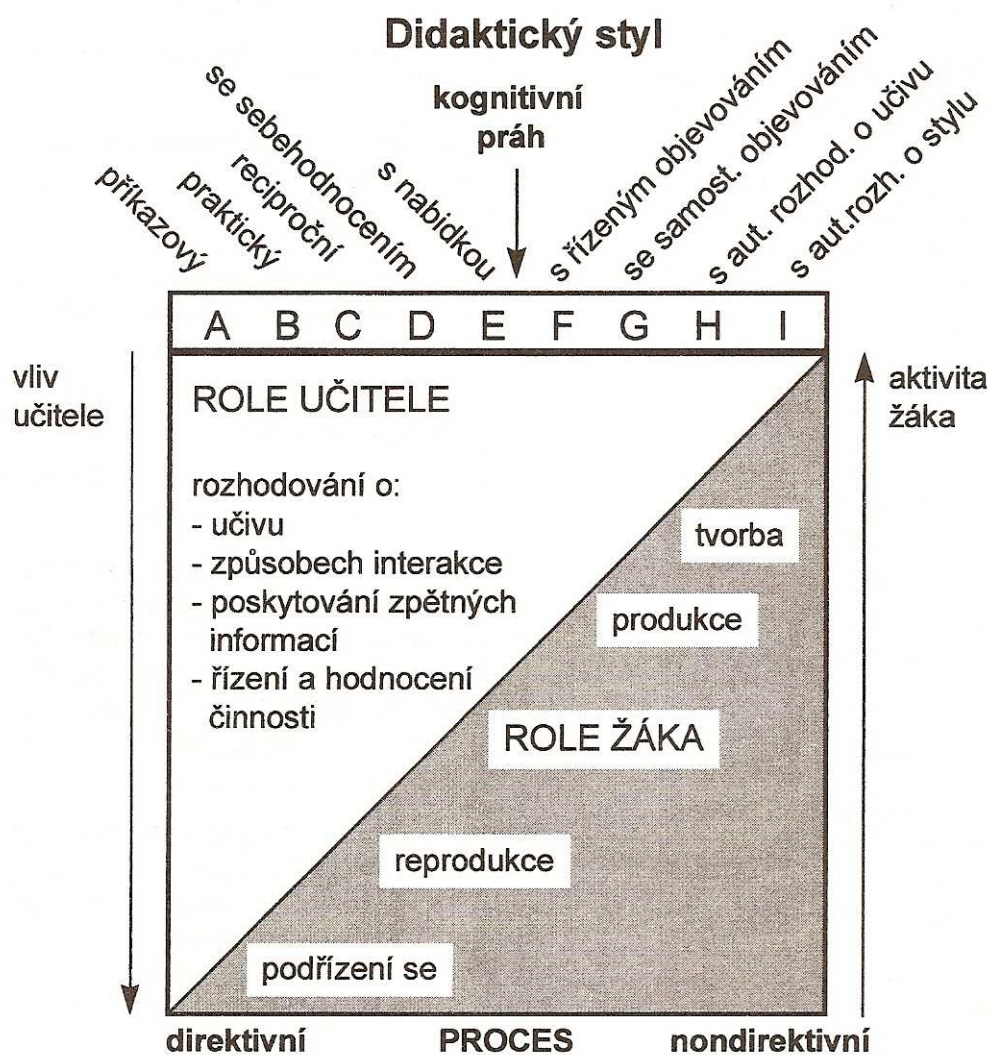 Didaktický styl
kognitivní
práh
příkazový
praktický
reciproční
se sebehodnocením
s nabidkou
s řízeným objevováním
se samost. objevováním
s aut. rozhod. o učivu
s aut.rozh. o stylu
A B C D E F G H I
vliv
učitele
aktivita
žáka
ROLE UČITELE
rozhodování o:
- učivu
- způsobech interakce
- poskytování zpětných
informací
- řízení a hodnocení
činnosti
tvorba
produkce
ROLE ŽÁKA
reprodukce
podřízení se
direktivní PROCES nondirektivní